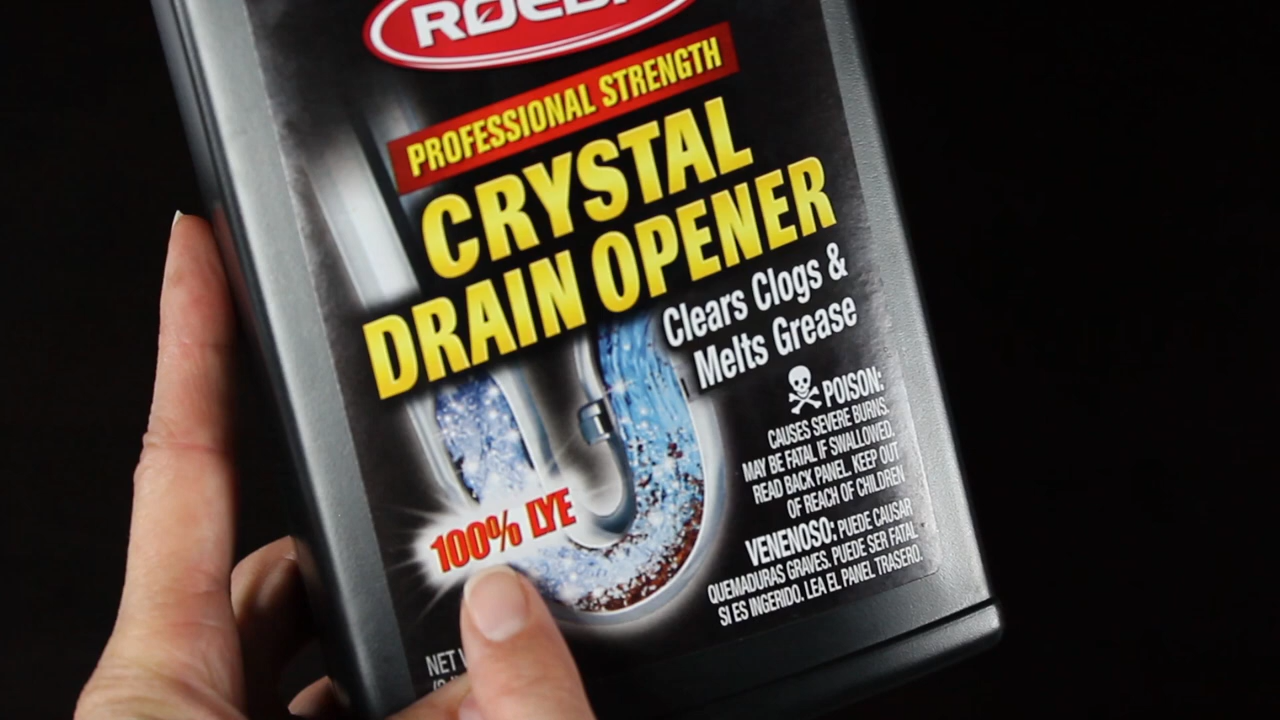 PROFESSIONAL STRENGTH
CRYSTAL
DRAIN OPENER
Clears Clogs &
Melts Grease
POISON:
CAUSES SEVERE BURNS.
MAY BE FATAL IF SWALLOWED.
READ BACK PANEL. KEEP OUT
OF REACH OF CHILDREN
VENENOSO: PUEDE CAUSAR
QUEMADURAS GRAVES. PUEDE SER FATAL
SI ES INGERIDO. LEA EL PANEL TRASERO.
100% LYE
NET